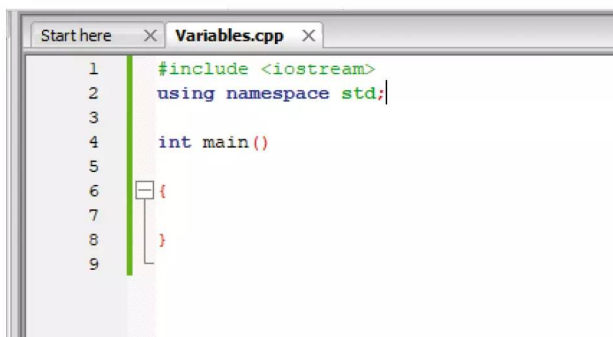 Start here Variables.cpp
1 #include <iostream>
2 using namespace std;
3
4 int main()
5
6 {
7
8 }
9